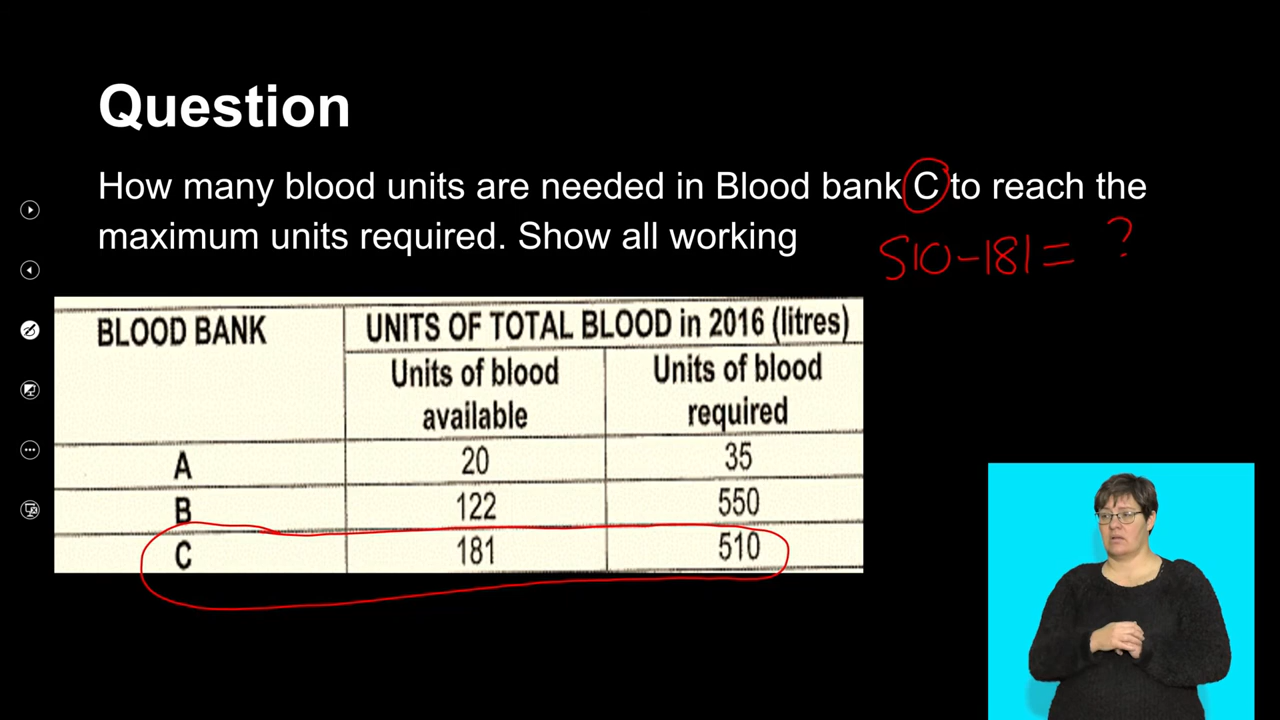 Question
How many blood units are needed in Blood bank C to reach the
maximum units required. Show all working
510-181= ?
BLOOD BANK
UNITS OF TOTAL BLOOD in 2016 (litres)
Units of blood available
Units of blood required
A 20 35
B 122 550
C 181 510